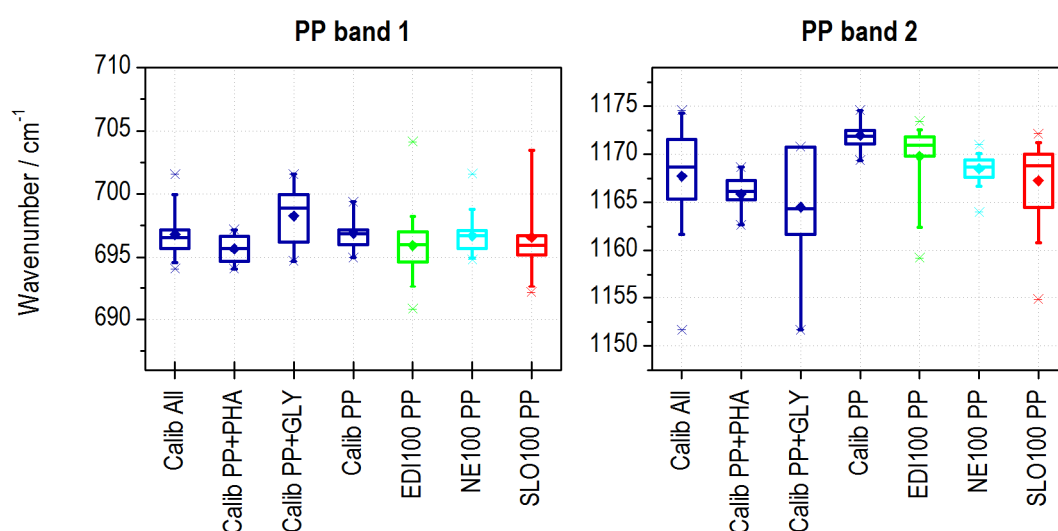 PP band 1
Wavenumber / cm-1
710
705
700
695
690
Calib All
Calib PP+PHA
Calib PP+GLY
Calib PP
EDI100 PP
NE100 PP
SLO100 PP
PP band 2
1175
1170
1165
1160
1155
1150
Calib All
Calib PP+PHA
Calib PP+GLY
Calib PP
EDI100 PP
NE100 PP
SLO100 PP